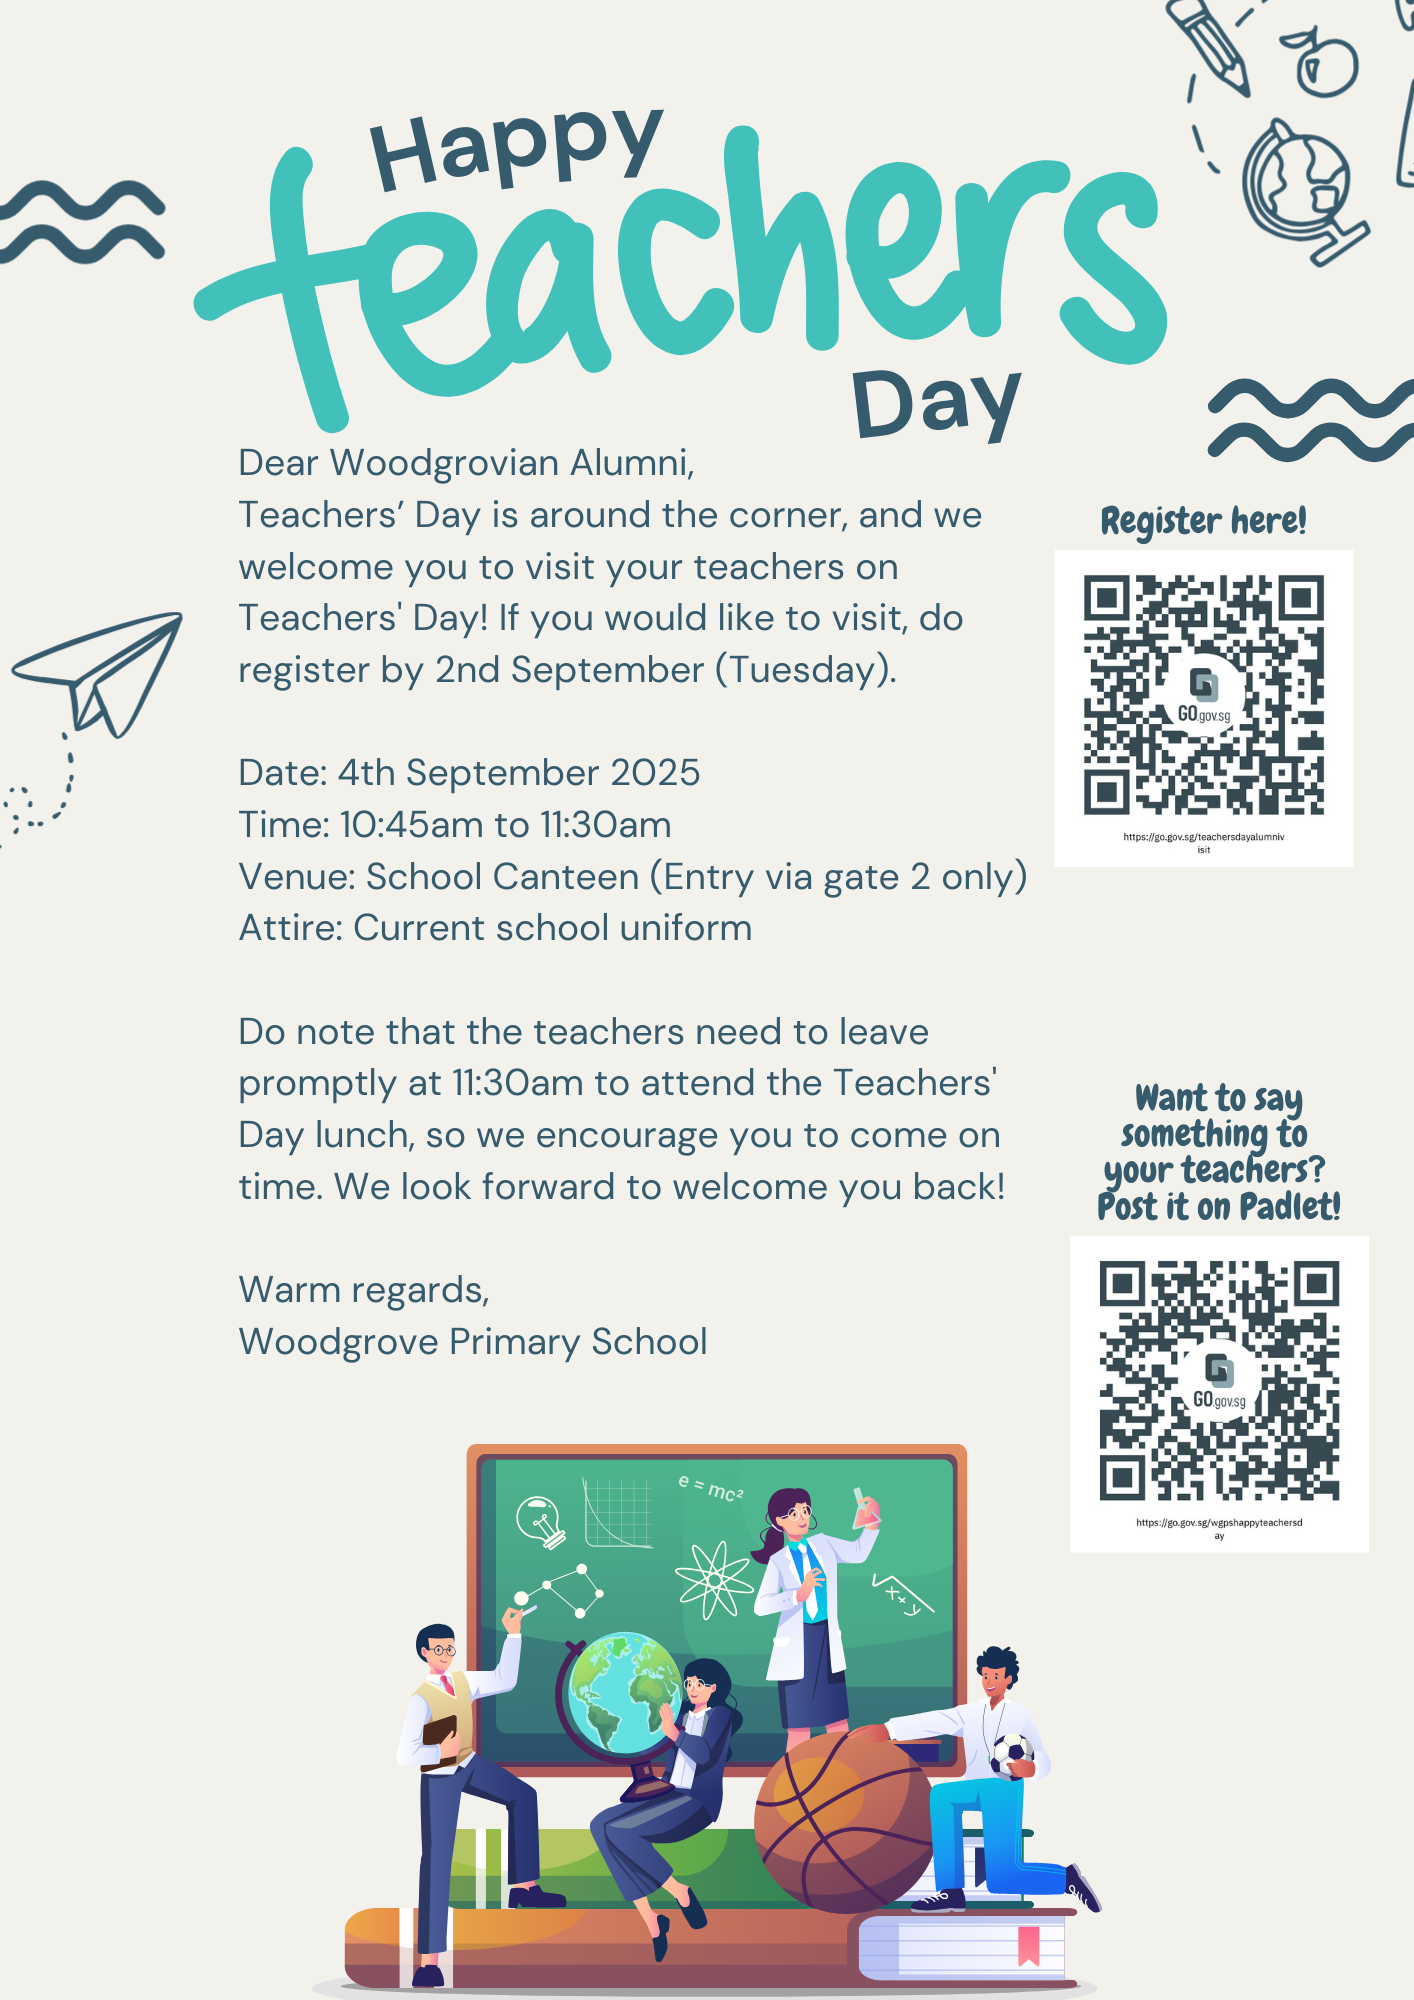 Happy
teachers
Day
Dear Woodgrovian Alumni,
Teachers’ Day is around the corner, and we
welcome you to visit your teachers on
Teachers' Day! If you would like to visit, do
register by 2nd September (Tuesday).
Date: 4th September 2025
Time: 10:45am to 11:30am
Venue: School Canteen (Entry via gate 2 only)
Attire: Current school uniform
Do note that the teachers need to leave
promptly at 11:30am to attend the Teachers'
Day lunch, so we encourage you to come on
time. We look forward to welcome you back!
Warm regards,
Woodgrove Primary School
Register here!
GO.gov.sg
https://go.gov.sg/teachersdayalumniv
isit
Want to say
something to
your teachers?
Post it on Padlet!
GO.gov.sg
https://go.gov.sg/wgpshappyteachersd
ay
e = mc²
x + y